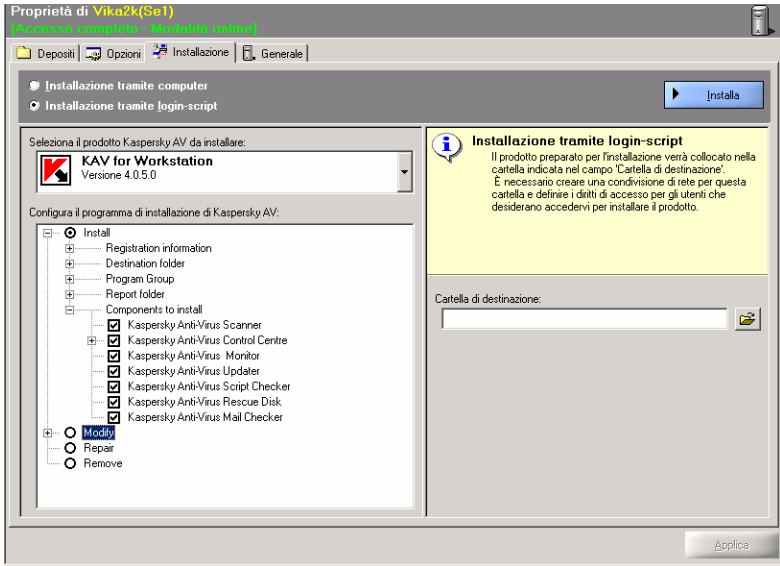 Proprietà di Vika2k(Se1)
[Accesso completo - Modalità online]
Depositi
Opzioni
Installazione
Generale
Installazione tramite computer
Installazione tramite login-script
Installa
Seleziona il prodotto Kaspersky AV da installare:
KAV for Workstation
Versione 4.0.5.0
Configura il programma di installazione di Kaspersky AV:
Install
Registration information
Destination folder
Program Group
Report folder
Components to install
Kaspersky Anti-Virus Scanner
Kaspersky Anti-Virus Control Centre
Kaspersky Anti-Virus Monitor
Kaspersky Anti-Virus Updater
Kaspersky Anti-Virus Script Checker
Kaspersky Anti-Virus Rescue Disk
Kaspersky Anti-Virus Mail Checker
Modify
Repair
Remove
Installazione tramite login-script
Il prodotto preparato per l'installazione verrà collocato nella
cartella indicata nel campo 'Cartella di destinazione'.
È necessario creare una condivisione di rete per questa
cartella e definire i diritti di accesso per gli utenti che
desiderano accedervi per installare il prodotto.
Cartella di destinazione:
Applica